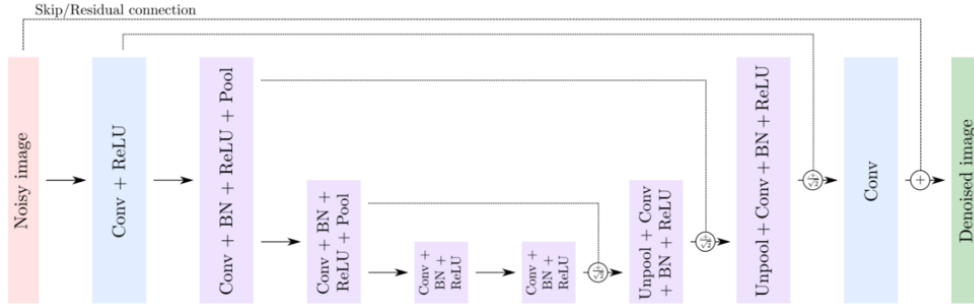 Skip/Residual connection
Noisy image
Conv + ReLU
Conv + BN + ReLU + Pool
Conv + BN +
ReLU + Pool
Conv +
BN +
ReLU
Conv +
BN +
ReLU
Unpool + Conv
+ BN + ReLU
Unpool + Conv + BN + ReLU
Conv
+
Denoised image